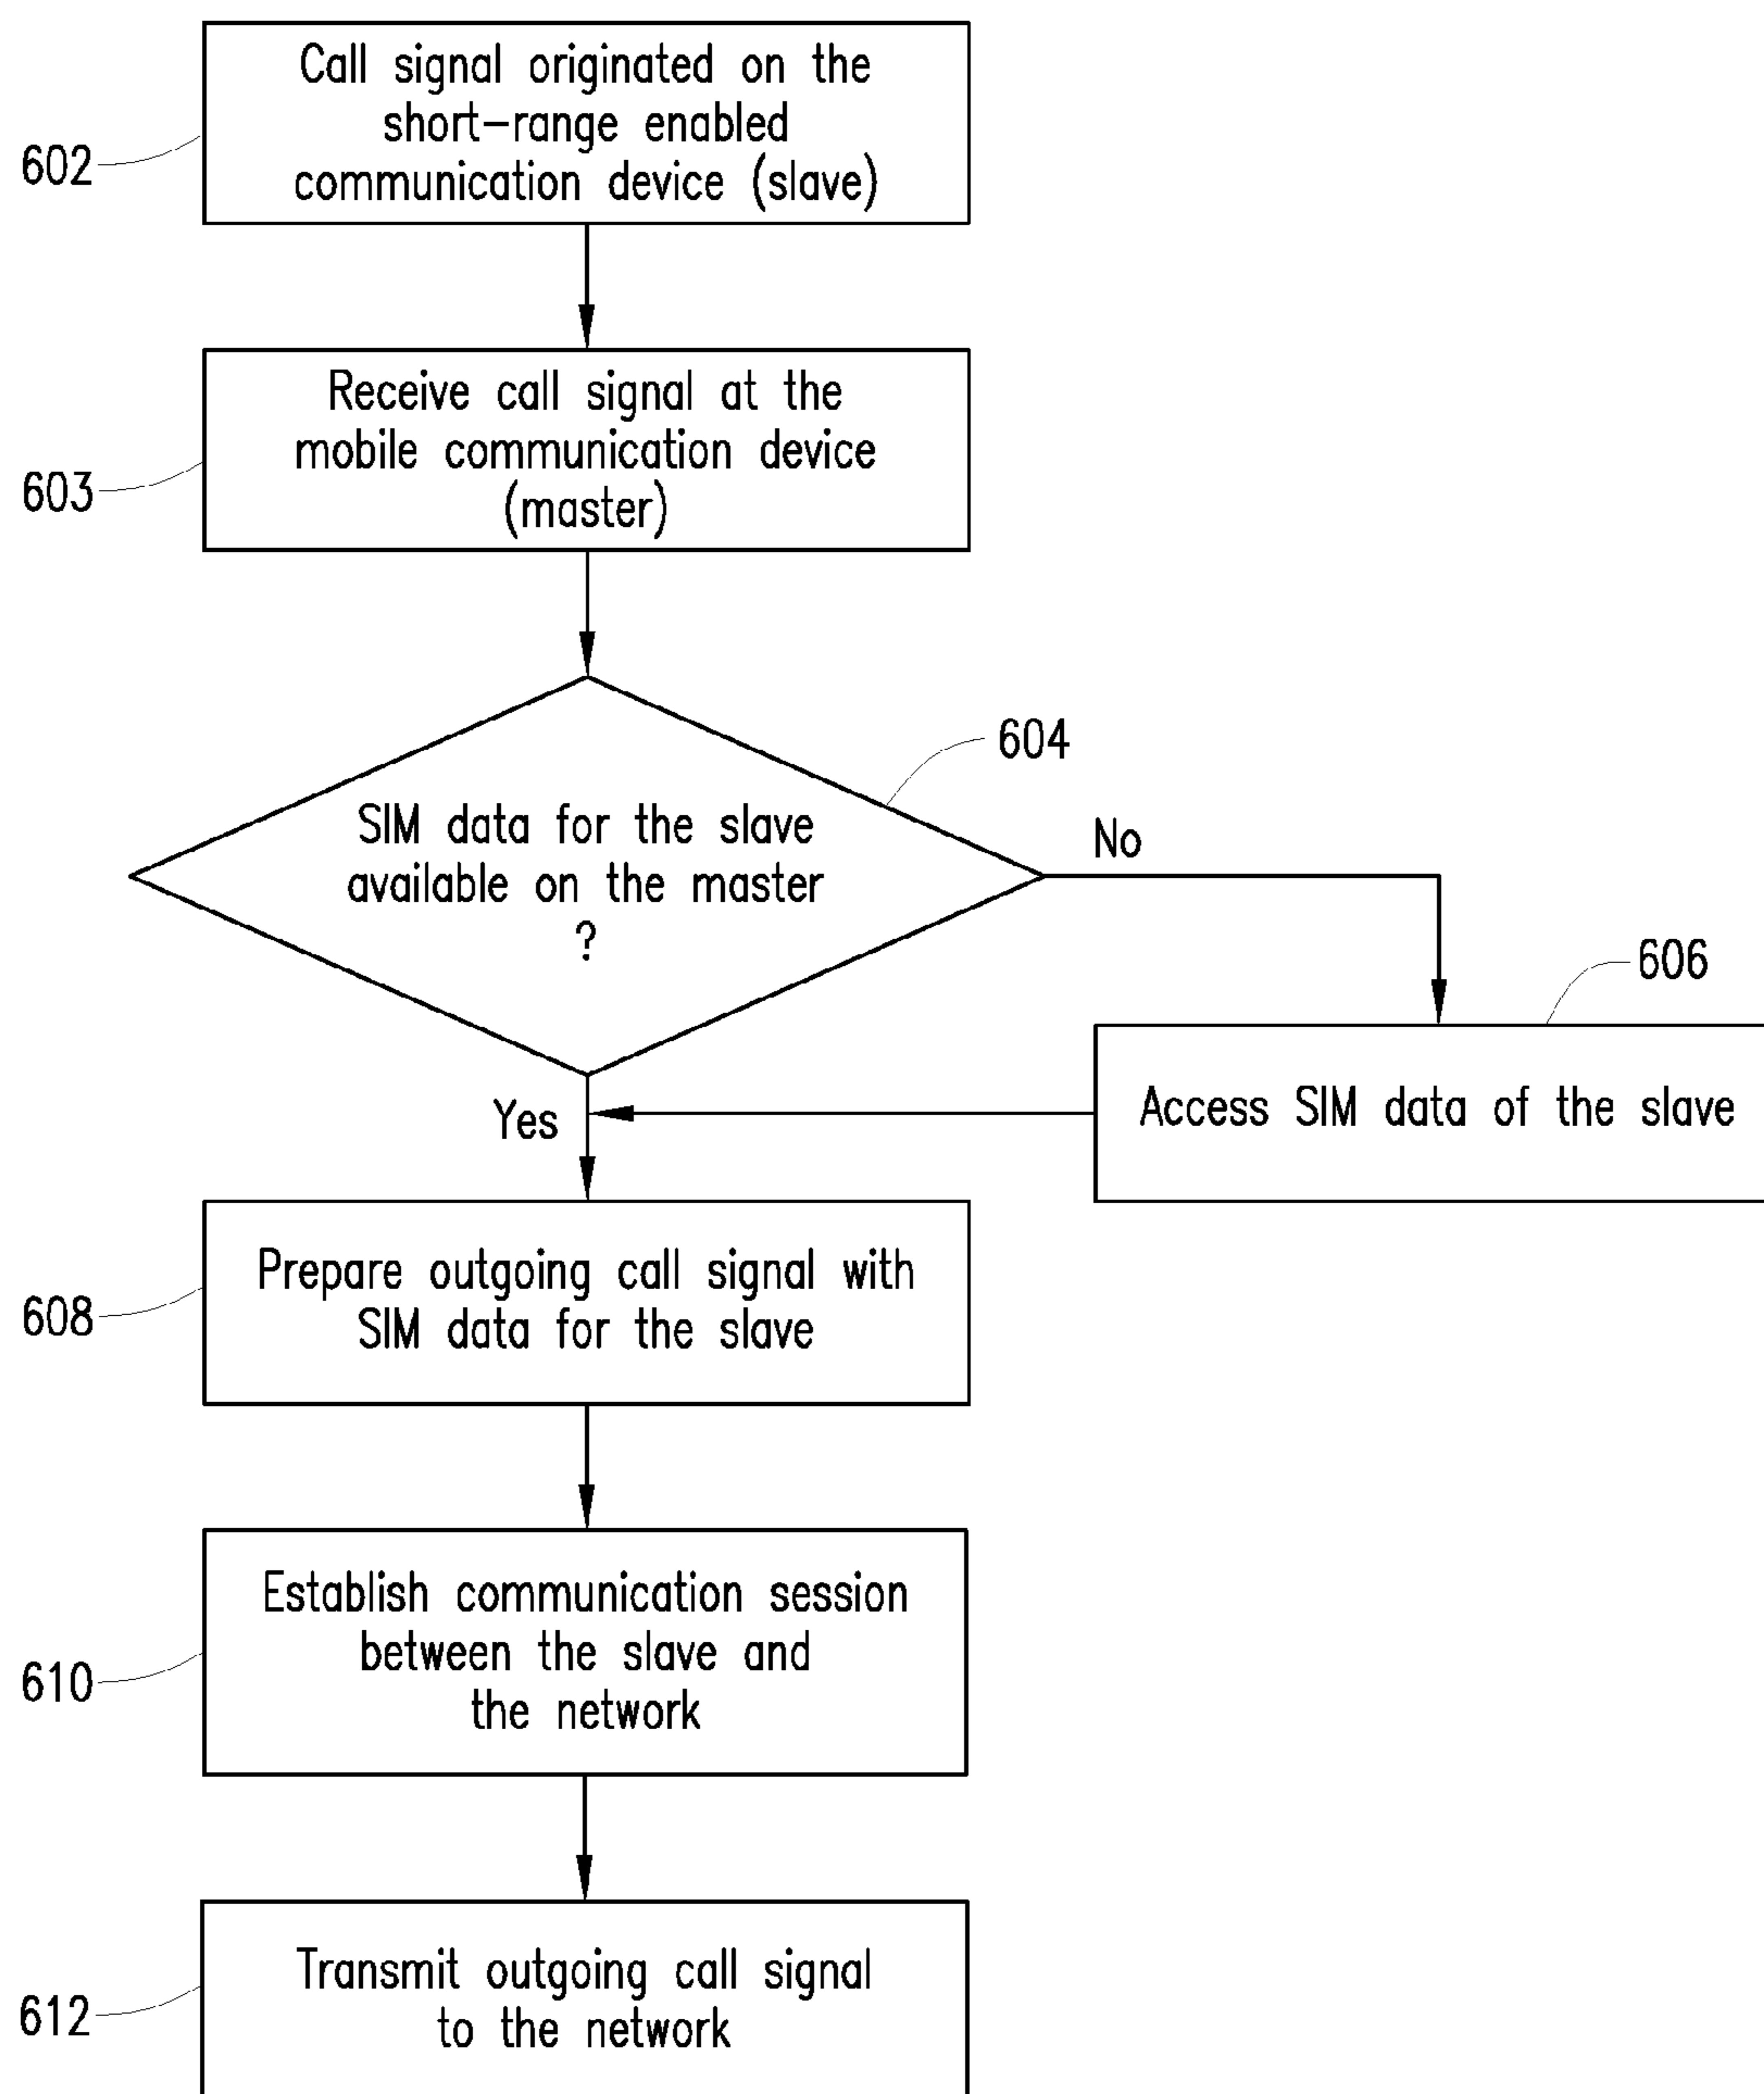 Call signal originated on the
short-range enabled
communication device (slave)
602
Receive call signal at the
mobile communication device
(master)
603
604
SIM data for the slave
available on the master
?
No
606
Access SIM data of the slave
Yes
Prepare outgoing call signal with
SIM data for the slave
608
Establish communication session
between the slave and
the network
610
Transmit outgoing call signal
to the network
612